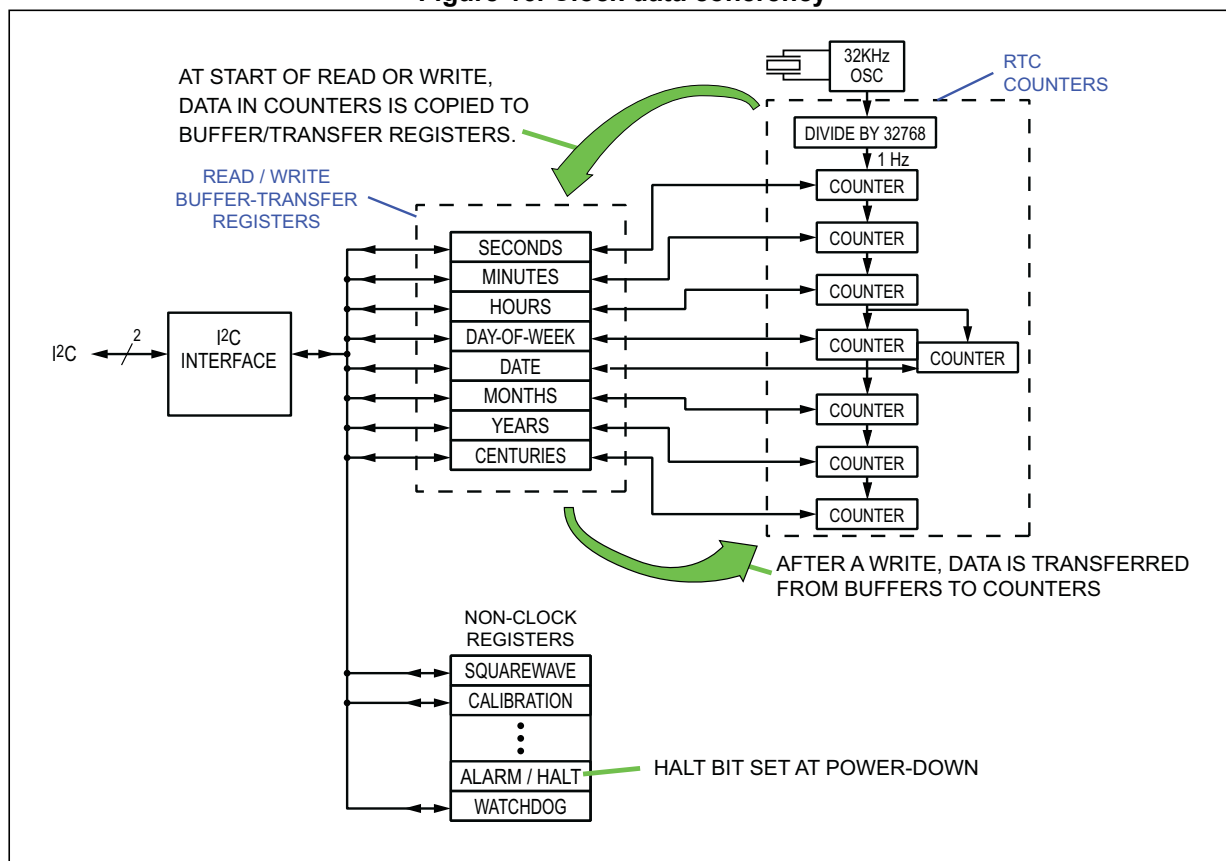 32KHz
OSC
RTC
COUNTERS
AT START OF READ OR WRITE,
DATA IN COUNTERS IS COPIED TO
BUFFER/TRANSFER REGISTERS.
DIVIDE BY 32768
1 Hz
READ / WRITE
BUFFER-TRANSFER
REGISTERS
COUNTER
COUNTER
COUNTER
COUNTER
COUNTER
COUNTER
COUNTER
COUNTER
SECONDS
MINUTES
HOURS
DAY-OF-WEEK
DATE
MONTHS
YEARS
CENTURIES
I2C
2
I2C
INTERFACE
AFTER A WRITE, DATA IS TRANSFERRED
FROM BUFFERS TO COUNTERS
NON-CLOCK
REGISTERS
SQUAREWAVE
CALIBRATION
ALARM / HALT
WATCHDOG
HALT BIT SET AT POWER-DOWN